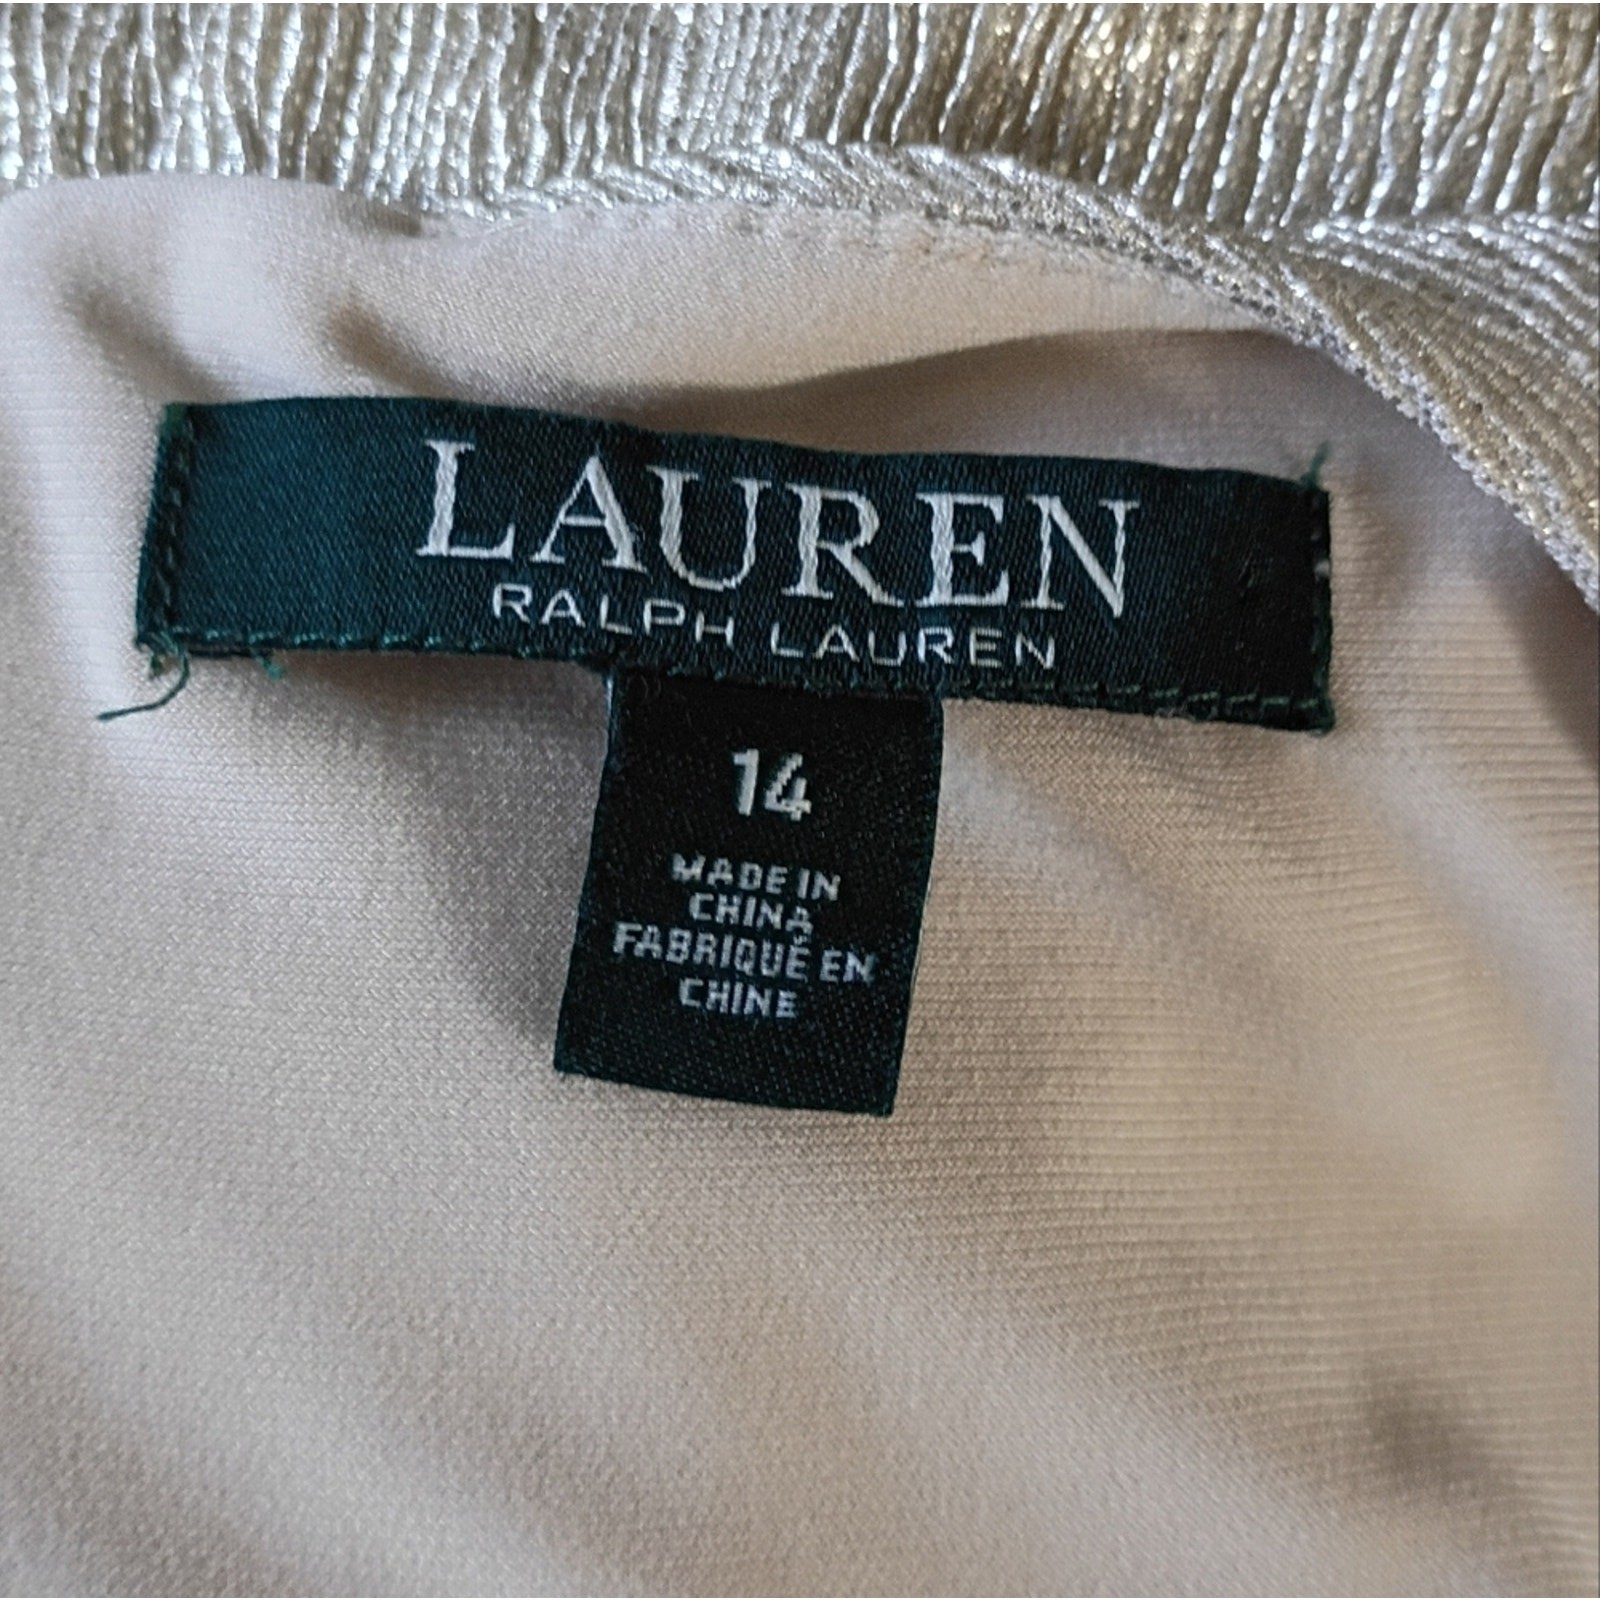 LAUREN
RALPH LAUREN
14
MADE IN
CHINA
FABRIQUÉ EN
CHINE